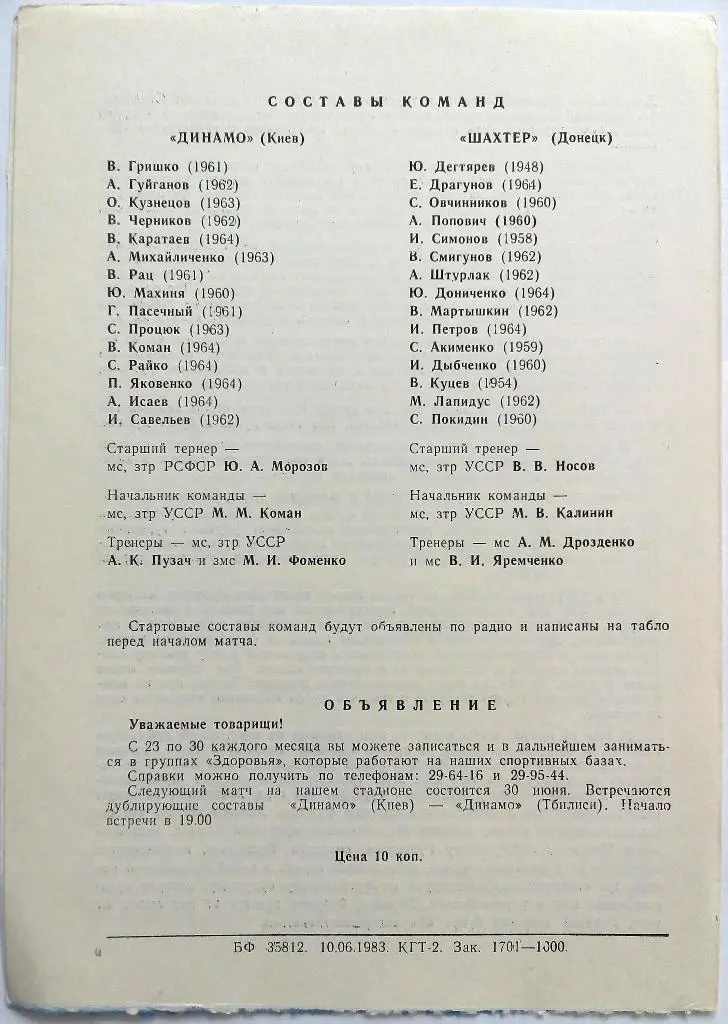 СОСТАВЫ КОМАНД
«ДИНАМО» (Киев)
В. Гришко (1961)
А. Гуйганов (1962)
О. Кузнецов (1963)
В. Черников (1962)
В. Каратаев (1964)
А. Михайличенко (1963)
В. Рац (1961)
Ю. Махиня (1960)
Г. Пасечный (1961)
С. Процюк (1963)
В. Коман (1964)
С. Райко (1964)
П. Яковенко (1964)
А. Исаев (1964)
И. Савельев (1962)
Старший тернер —
мс, зтр РСФСР Ю. А. Морозов
Начальник команды —
мс, зтр УССР М. М. Коман
Тренеры — мс, зтр УССР
А. К. Пузач и змс М. И. Фоменко
«ШАХТЕР» (Донецк)
Ю. Дегтярев (1948)
Е. Драгунов (1964)
С. Овчинников (1960)
А. Попович (1960)
И. Симонов (1958)
В. Смигунов (1962)
А. Штурлак (1962)
Ю. Дониченко (1964)
В. Мартышкин (1962)
И. Петров (1964)
С. Акименко (1959)
И. Дыбченко (1960)
В. Куцев (1954)
М. Лапидус (1962)
С. Покидин (1960)
Старший тренер —
мс, зтр УССР В. В. Носов
Начальник команды —
мс, зтр УССР М. В. Калинин
Тренеры — мс А. М. Дрозденко
и мс В. И. Яремченко
Стартовые составы команд будут объявлены по радио и написаны на табло
перед началом матча.
ОБЪЯВЛЕНИЕ
Уважаемые товарищи!
С 23 по 30 каждого месяца вы можете записаться и в дальнейшем занимать-
ся в группах «Здоровья», которые работают на наших спортивных базах.
Справки можно получить по телефонам: 29-64-16 и 29-95-44.
Следующий матч на нашем стадионе состоится 30 июня. Встречаются
дублирующие составы «Динамо» (Киев) — «Динамо» (Тбилиси). Начало
встречи в 19.00
Цена 10 коп.
БФ 35812. 10.06.1983. КГТ-2. Зак. 1701—1000.